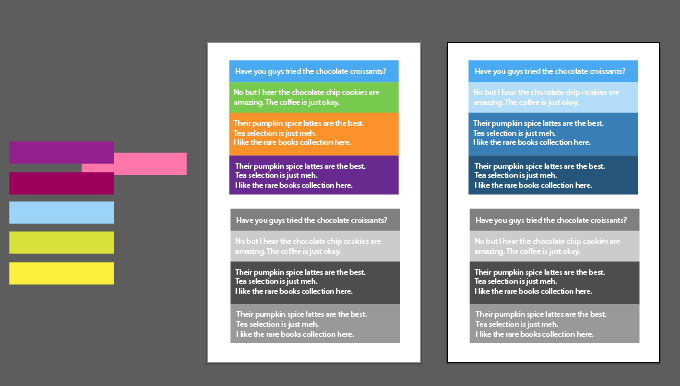 Have you guys tried the chocolate croissants?
No but I hear the chocolate chip cookies are
amazing. The coffee is just okay.
Their pumpkin spice lattes are the best.
Tea selection is just meh.
I like the rare books collection here.
Their pumpkin spice lattes are the best.
Tea selection is just meh.
I like the rare books collection here.
Have you guys tried the chocolate croissants?
No but I hear the chocolate chip cookies are
amazing. The coffee is just okay.
Their pumpkin spice lattes are the best.
Tea selection is just meh.
I like the rare books collection here.
Their pumpkin spice lattes are the best.
Tea selection is just meh.
I like the rare books collection here.
Have you guys tried the chocolate croissants?
No but I hear the chocolate chip cookies are
amazing. The coffee is just okay.
Their pumpkin spice lattes are the best.
Tea selection is just meh.
I like the rare books collection here.
Their pumpkin spice lattes are the best.
Tea selection is just meh.
I like the rare books collection here.
Have you guys tried the chocolate croissants?
No but I hear the chocolate chip cookies are
amazing. The coffee is just okay.
Their pumpkin spice lattes are the best.
Tea selection is just meh.
I like the rare books collection here.
Their pumpkin spice lattes are the best.
Tea selection is just meh.
I like the rare books collection here.